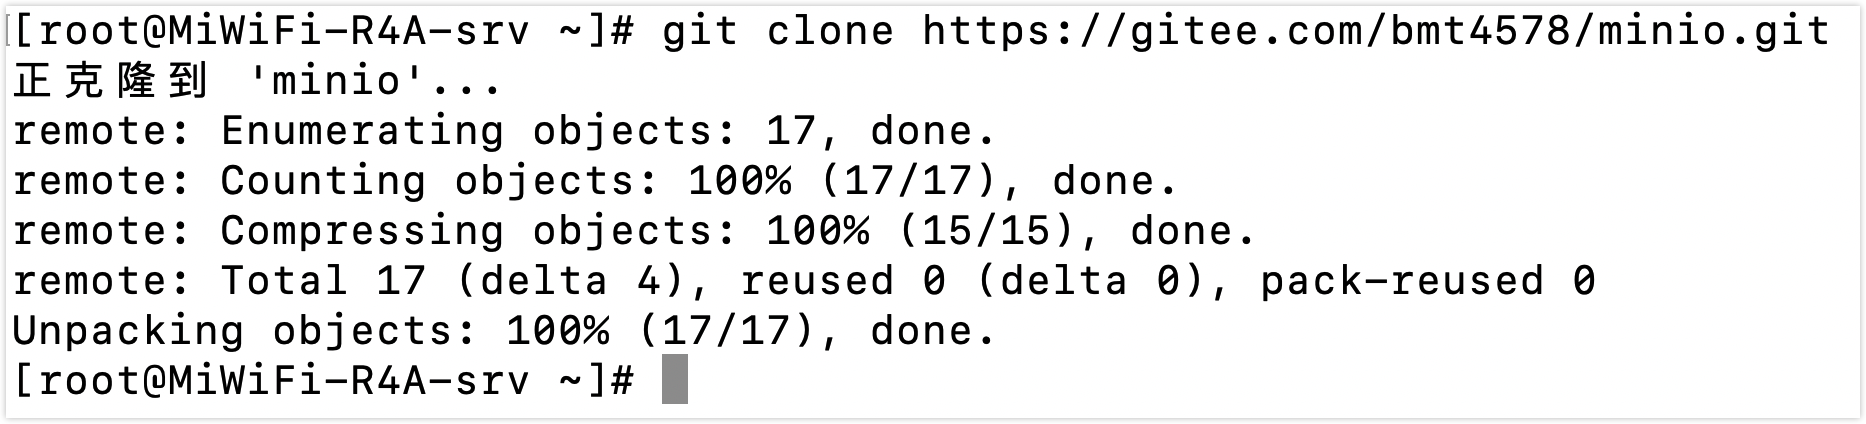 [root@MiWiFi-R4A-srv ~]# git clone https://gitee.com/bmt4578/minio.git
正克隆到 'minio'...
remote: Enumerating objects: 17, done.
remote: Counting objects: 100% (17/17), done.
remote: Compressing objects: 100% (15/15), done.
remote: Total 17 (delta 4), reused 0 (delta 0), pack-reused 0
Unpacking objects: 100% (17/17), done.
[root@MiWiFi-R4A-srv ~]#